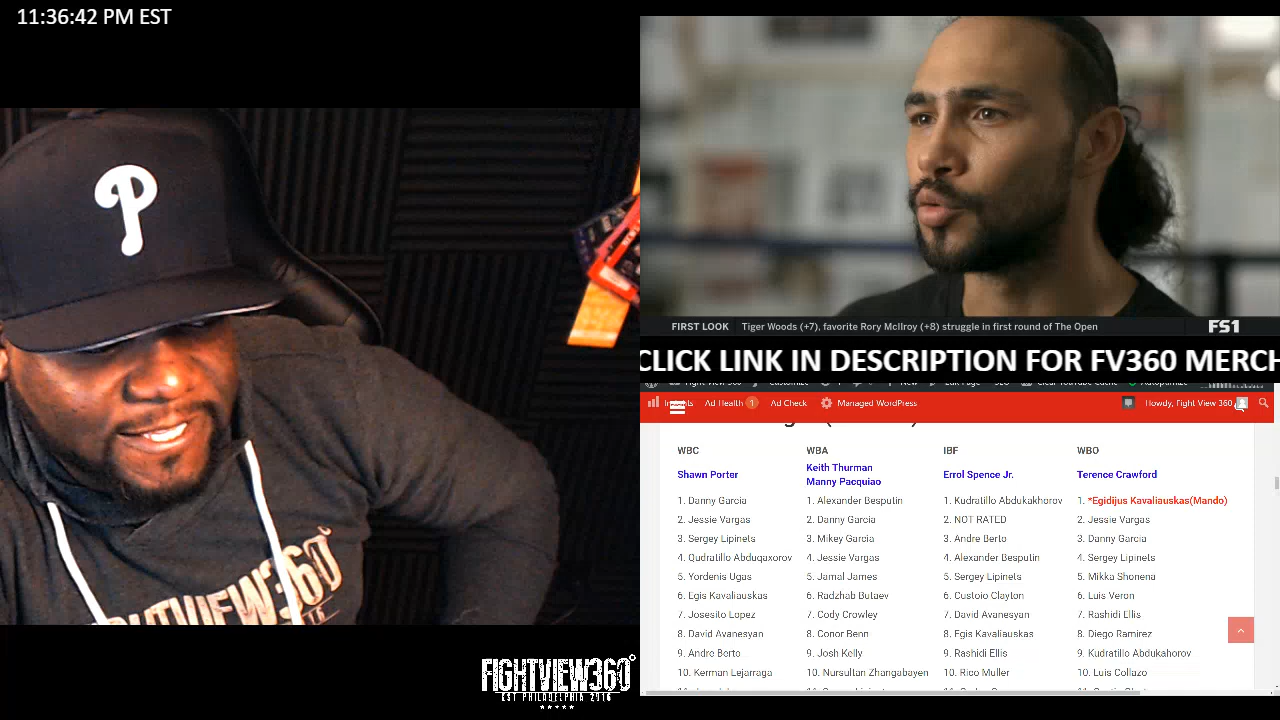 11:36:42 PM EST
P
FIGHTVIEW360°
EST PHILADELPHIA 2016
FIRST LOOK Tiger Woods (+7), favorite Rory McIlroy (+8) struggle in first round of The Open FS1
CLICK LINK IN DESCRIPTION FOR FV360 MERCH
Ad Health 1 Ad Check Managed WordPress Howdy, Fight View 360
WBC WBA IBF WBO
Shawn Porter Keith Thurman Errol Spence Jr. Terence Crawford
Manny Pacquiao
1. Danny Garcia 1. Alexander Besputin 1. Kudratillo Abdukakhorov 1. *Egidijus Kavaliauskas(Mando)
2. Jessie Vargas 2. Danny Garcia 2. NOT RATED 2. Jessie Vargas
3. Sergey Lipinets 3. Mikey Garcia 3. Andre Berto 3. Danny Garcia
4. Qudratillo Abduqaxorov 4. Jessie Vargas 4. Alexander Besputin 4. Sergey Lipinets
5. Yordenis Ugas 5. Jamal James 5. Sergey Lipinets 5. Mikka Shonena
6. Egis Kavaliauskas 6. Radzhab Butaev 6. Custoio Clayton 6. Luis Veron
7. Josesito Lopez 7. Cody Crowley 7. David Avanesyan 7. Rashidi Ellis
8. David Avanesyan 8. Conor Benn 8. Egis Kavaliauskas 8. Diego Ramirez
9. Andre Berto 9. Josh Kelly 9. Rashidi Ellis 9. Kudratillo Abdukahorov
10. Kerman Lejarraga 10. Nursultan Zhangabayen 10. Rico Muller 10. Luis Collazo